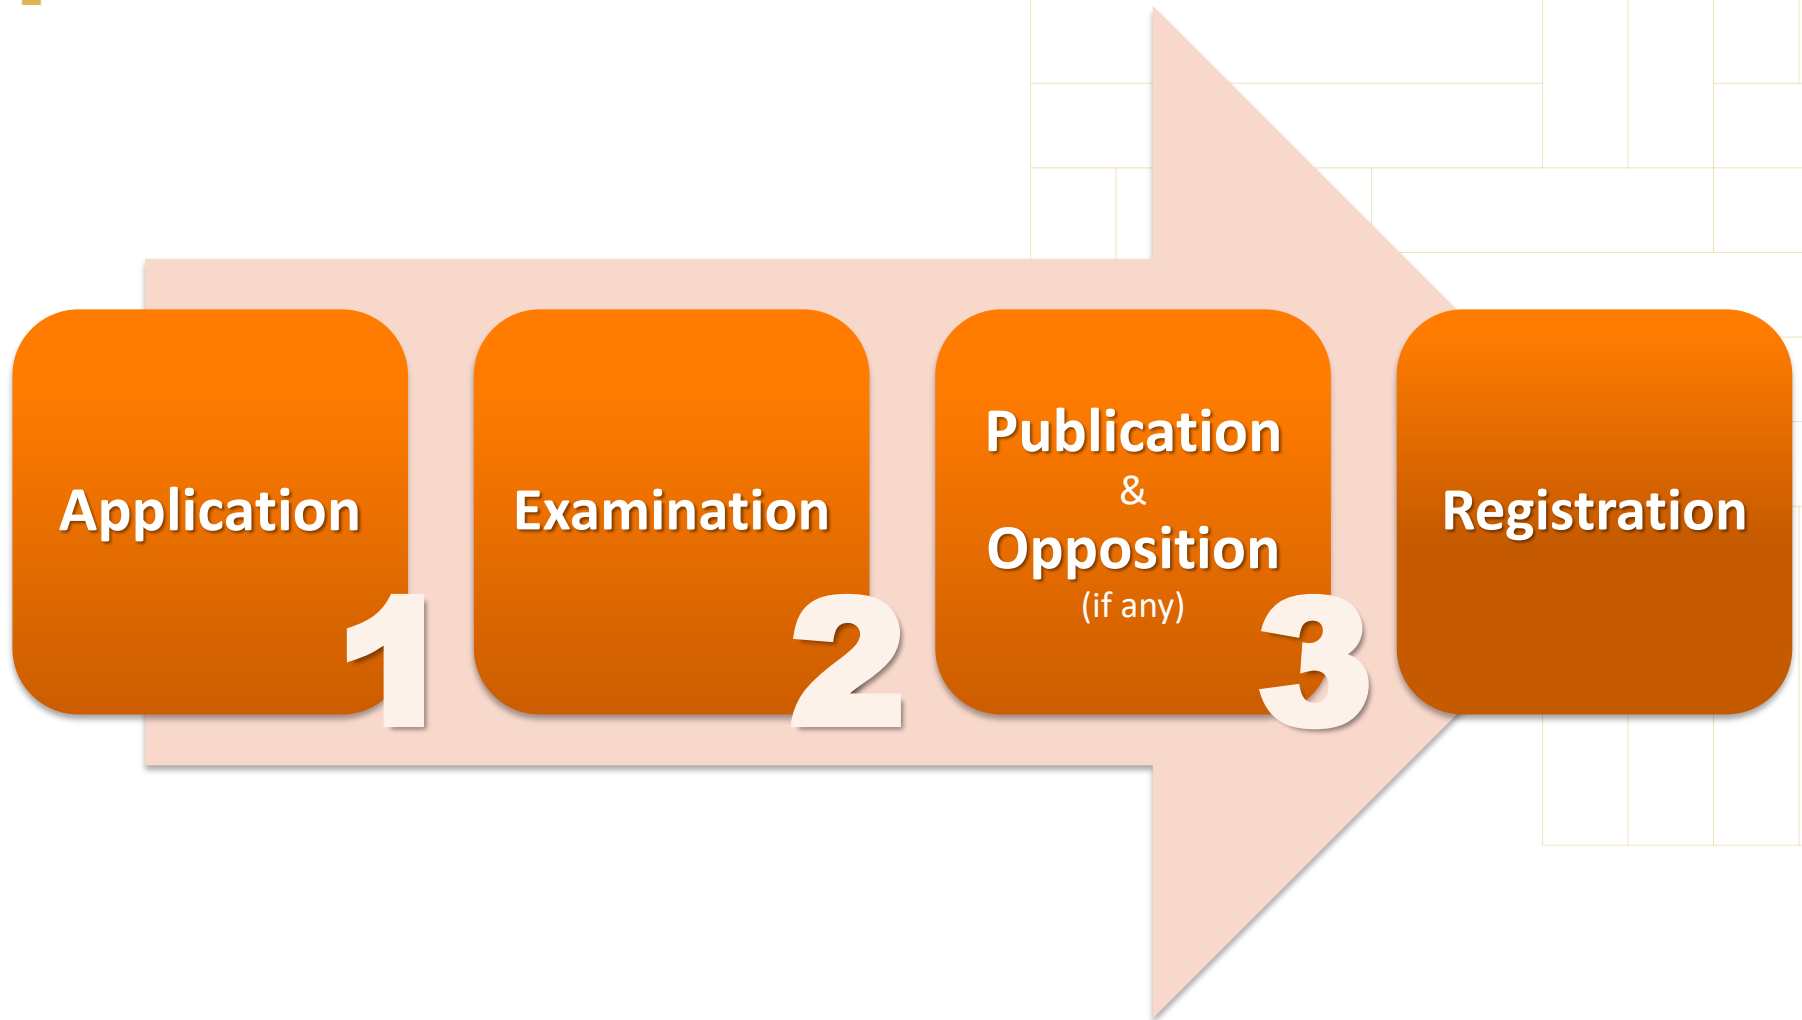 Application
1
Examination
2
Publication
&
Opposition
(if any)
3
Registration